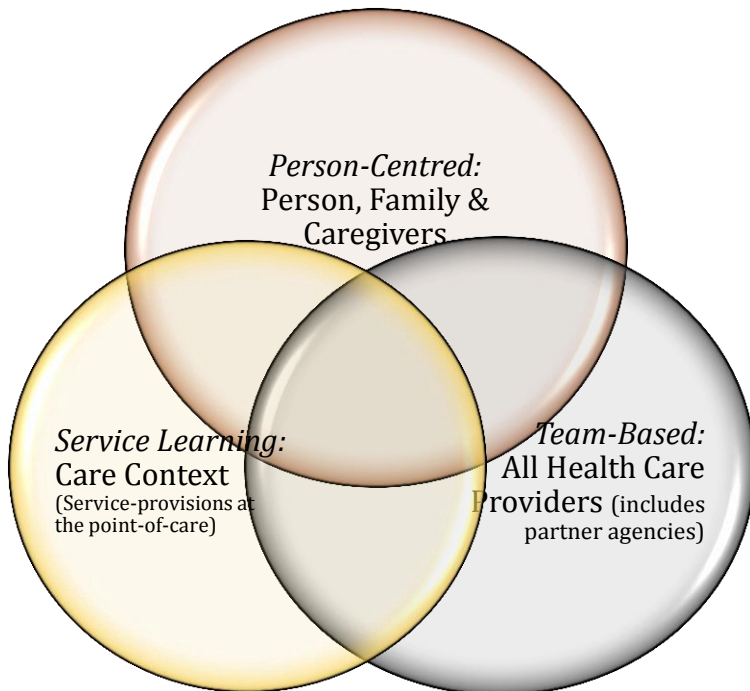 Person-Centred:
Person, Family &
Caregivers
Service Learning:
Care Context
(Service-provisions at
the point-of-care)
Team-Based:
All Health Care
Providers (includes
partner agencies)